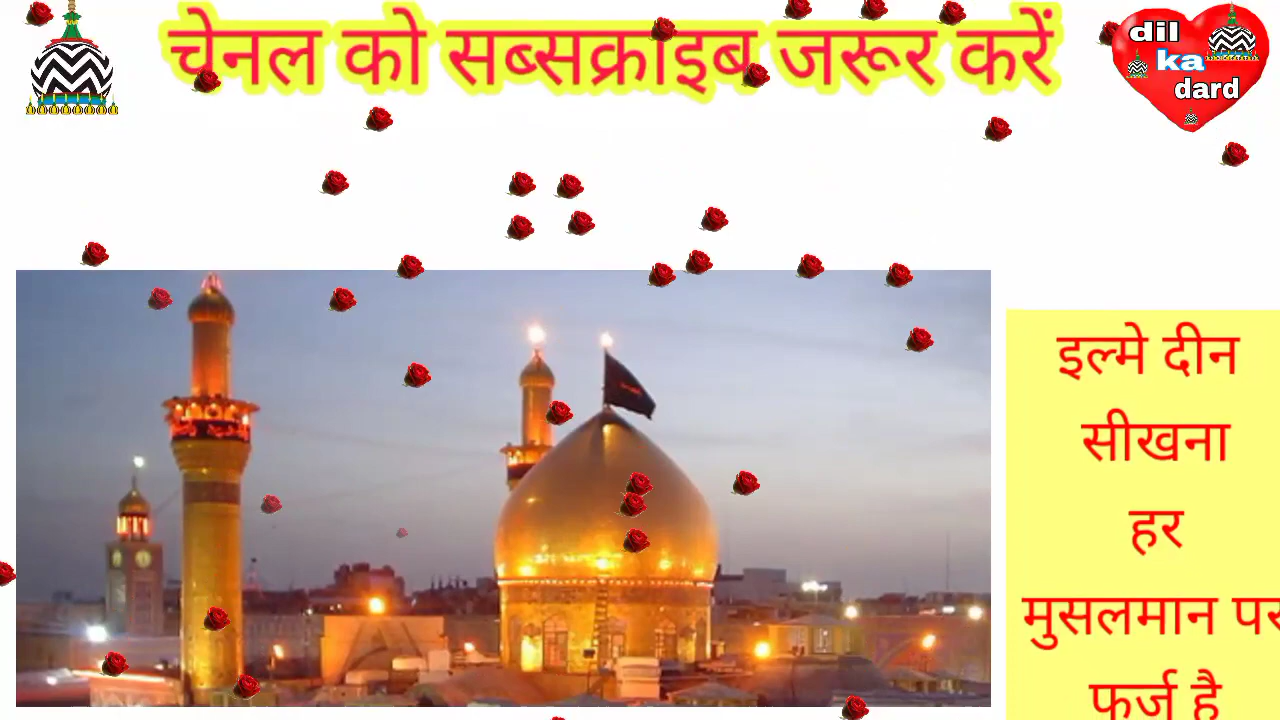 चेनल को सब्सक्राइब जरूर करें
dil
ka
dard
इल्मे दीन
सीखना
हर
मुसलमान पर
फर्ज है